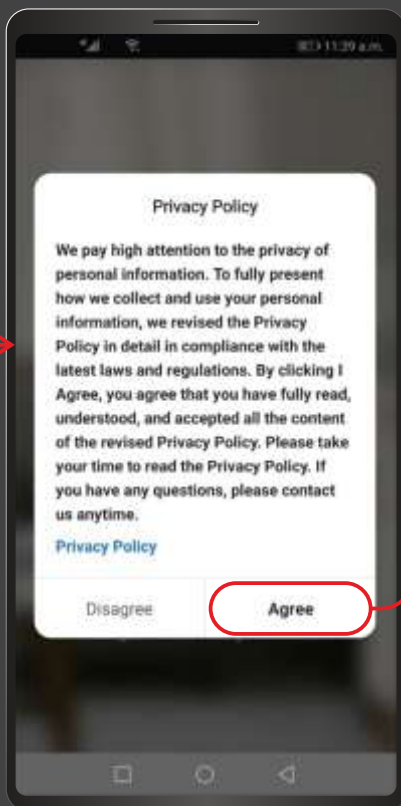 11:39 a.m.
Privacy Policy
We pay high attention to the privacy of
personal information. To fully present
how we collect and use your personal
information, we revised the Privacy
Policy in detail in compliance with the
latest laws and regulations. By clicking I
Agree, you agree that you have fully read,
understood, and accepted all the content
of the revised Privacy Policy. Please take
your time to read the Privacy Policy. If
you have any questions, please contact
us anytime.
Privacy Policy
Disagree
Agree